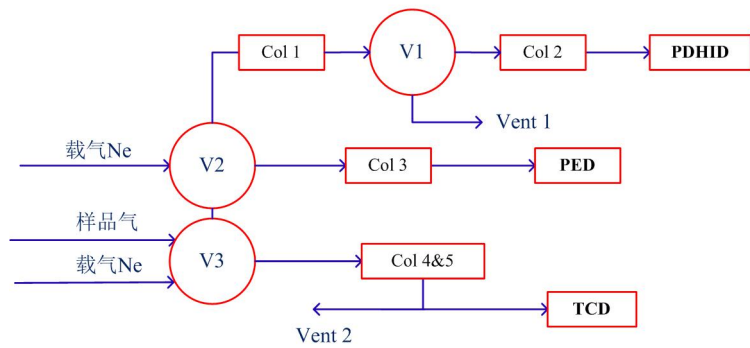 Col 1
V1
Col 2
PDHID
Vent 1
载气Ne
V2
Col 3
PED
样品气
载气Ne
V3
Col 4&5
Vent 2
TCD